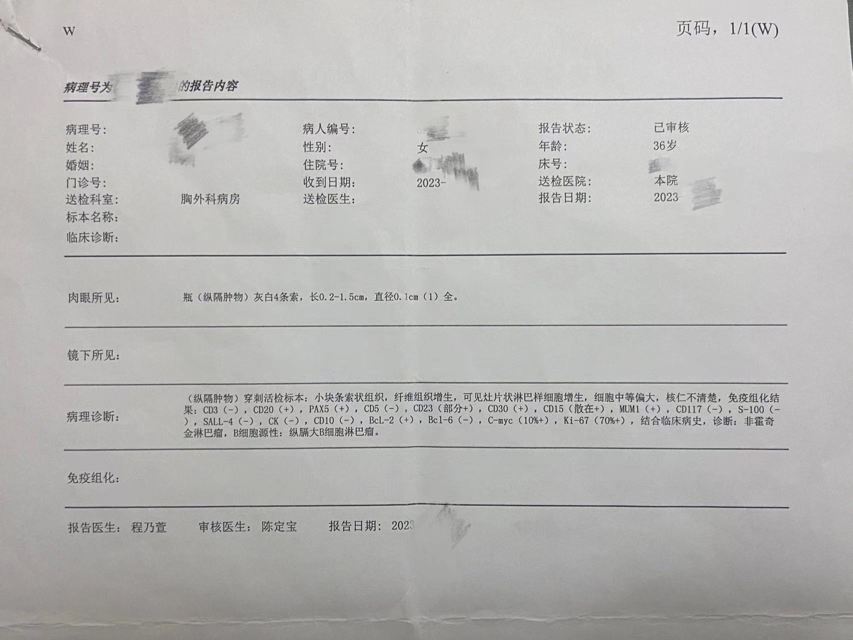 W
页码，1/1(W)
病理号为 的报告内容
病理号: 病人编号: 报告状态: 已审核
姓名: 性别: 女 年龄: 36岁
婚姻: 住院号: 床号:
门诊号: 收到日期: 2023- 送检医院: 本院
送检科室: 胸外科病房 送检医生: 报告日期: 2023
标本名称:
临床诊断:
肉眼所见: 瓶（纵隔肿物）灰白4条索，长0.2-1.5cm，直径0.1cm（1）全。
镜下所见:
（纵隔肿物）穿刺活检标本：小块条索状组织，纤维组织增生，可见灶片状淋巴样细胞增生，细胞中等偏大，核仁不清楚，免疫组化结
病理诊断: 果：CD3（-），CD20（+），PAX5（+），CD5（-），CD23（部分+），CD30（+），CD15（散在+），MUM1（+），CD117（-），S-100（-
），SALL-4（-），CK（-），CD10（-），BcL-2（+），Bcl-6（-），C-myc（10%+），Ki-67（70%+），结合临床病史，诊断：非霍奇
金淋巴瘤，B细胞源性：纵膈大B细胞淋巴瘤。
免疫组化:
报告医生: 程乃萱 审核医生: 陈定宝 报告日期: 2023